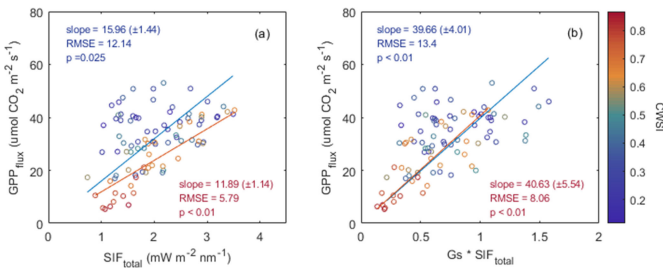 slope = 15.96 (±1.44)
RMSE = 12.14
p =0.025
(a)
slope = 11.89 (±1.14)
RMSE = 5.79
p < 0.01
80
60
40
20
0
GPP_flux (umol CO_2 m^-2 s^-1)
0 1 2 3 4
SIF_total (mW m^-2 nm^-1)
slope = 39.66 (±4.01)
RMSE = 13.4
p < 0.01
(b)
slope = 40.63 (±5.54)
RMSE = 8.06
p < 0.01
80
60
40
20
0
GPP_flux (umol CO_2 m^-2 s^-1)
0 0.5 1 1.5 2
Gs * SIF_total
0.8
0.7
0.6
0.5
0.4
0.3
0.2
CWSI